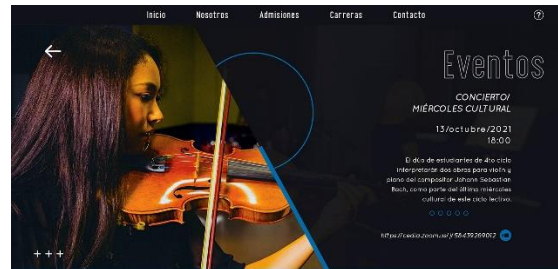 Inicio Nosotros Admisiones Carreras Contacto ?
Eventos
CONCIERTO/
MIÉRCOLES CULTURAL
13/octubre/2021
18:00
El dúo de estudiantes de 4to ciclo
interpretarán dos obras para violín y
piano del compositor Johann Sebastian
Bach, como parte del último miércoles
cultural de este ciclo lectivo.